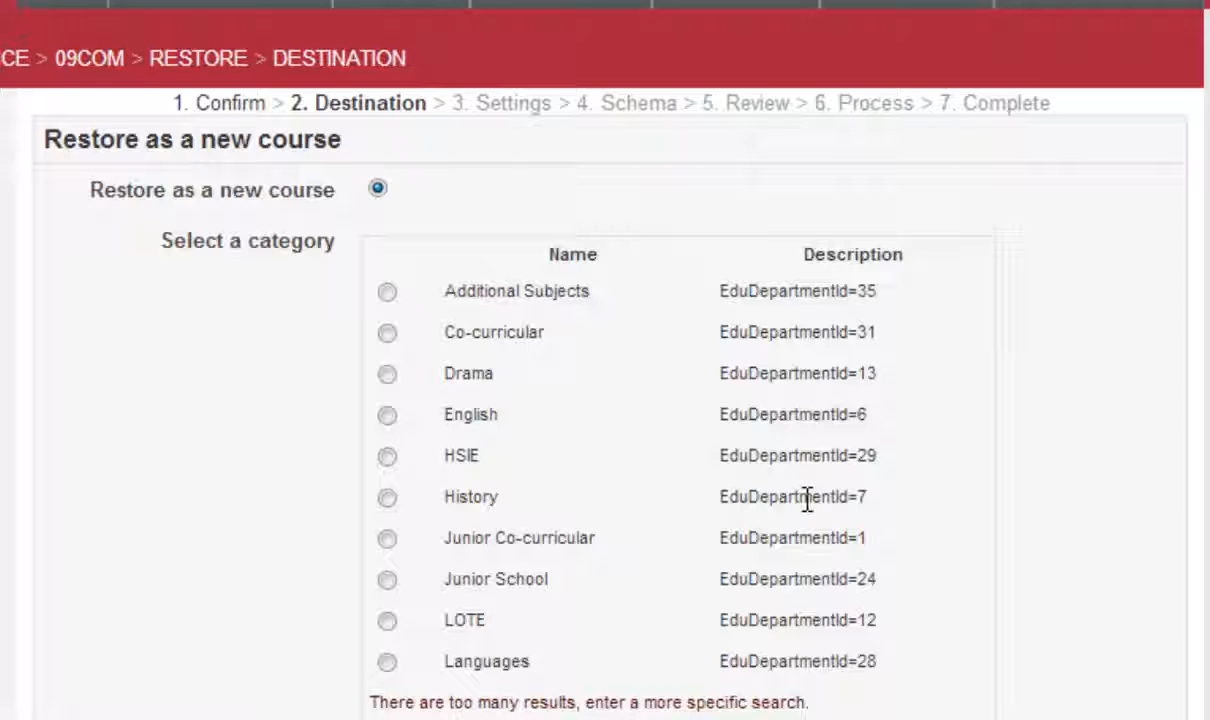 CE > 09COM > RESTORE > DESTINATION
1. Confirm > 2. Destination > 3. Settings > 4. Schema > 5. Review > 6. Process > 7. Complete
Restore as a new course
Restore as a new course
Select a category
Name Description
Additional Subjects EduDepartmentId=35
Co-curricular EduDepartmentId=31
Drama EduDepartmentId=13
English EduDepartmentId=6
HSIE EduDepartmentId=29
History EduDepartmentId=7
Junior Co-curricular EduDepartmentId=1
Junior School EduDepartmentId=24
LOTE EduDepartmentId=12
Languages EduDepartmentId=28
There are too many results, enter a more specific search.